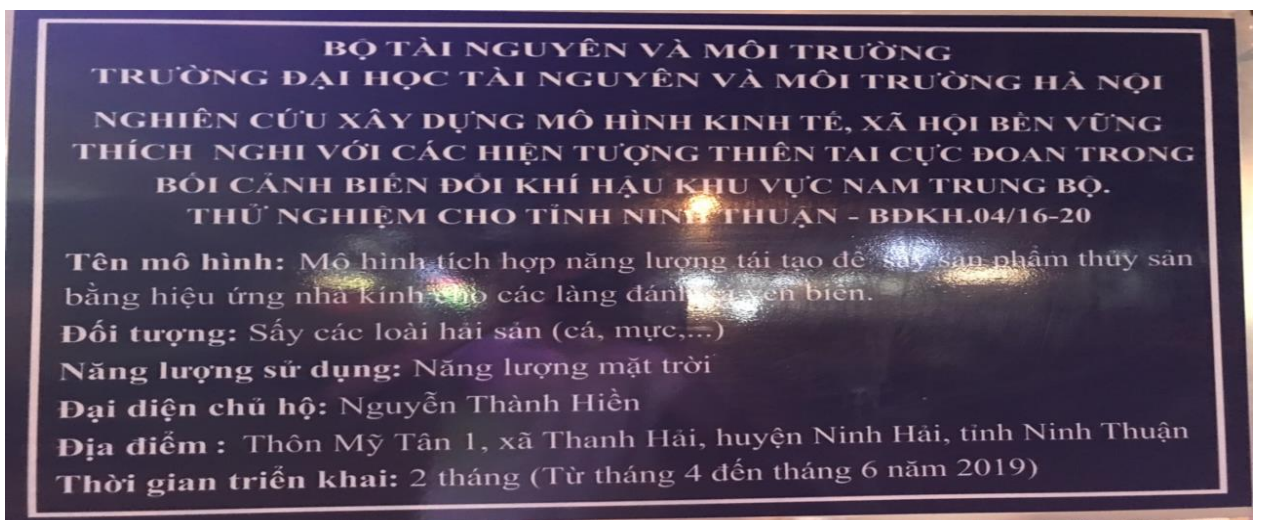 BỘ TÀI NGUYÊN VÀ MÔI TRƯỜNG
TRƯỜNG ĐẠI HỌC TÀI NGUYÊN VÀ MÔI TRƯỜNG HÀ NỘI
NGHIÊN CỨU XÂY DỰNG MÔ HÌNH KINH TẾ, XÃ HỘI BỀN VỮNG
THÍCH NGHI VỚI CÁC HIỆN TƯỢNG THIÊN TAI CỰC ĐOAN TRONG
BỐI CẢNH BIẾN ĐỔI KHÍ HẬU KHU VỰC NAM TRUNG BỘ.
THỬ NGHIỆM CHO TỈNH NINH THUẬN - BĐKH.04/16-20
Tên mô hình: Mô hình tích hợp năng lượng tái tạo để sấy sản phẩm thủy sản
bằng hiệu ứng nhà kính cho các làng đánh cá ven biển.
Đối tượng: Sấy các loài hải sản (cá, mực,...)
Năng lượng sử dụng: Năng lượng mặt trời
Đại diện chủ hộ: Nguyễn Thành Hiền
Địa điểm : Thôn Mỹ Tân 1, xã Thanh Hải, huyện Ninh Hải, tỉnh Ninh Thuận
Thời gian triển khai: 2 tháng (Từ tháng 4 đến tháng 6 năm 2019)